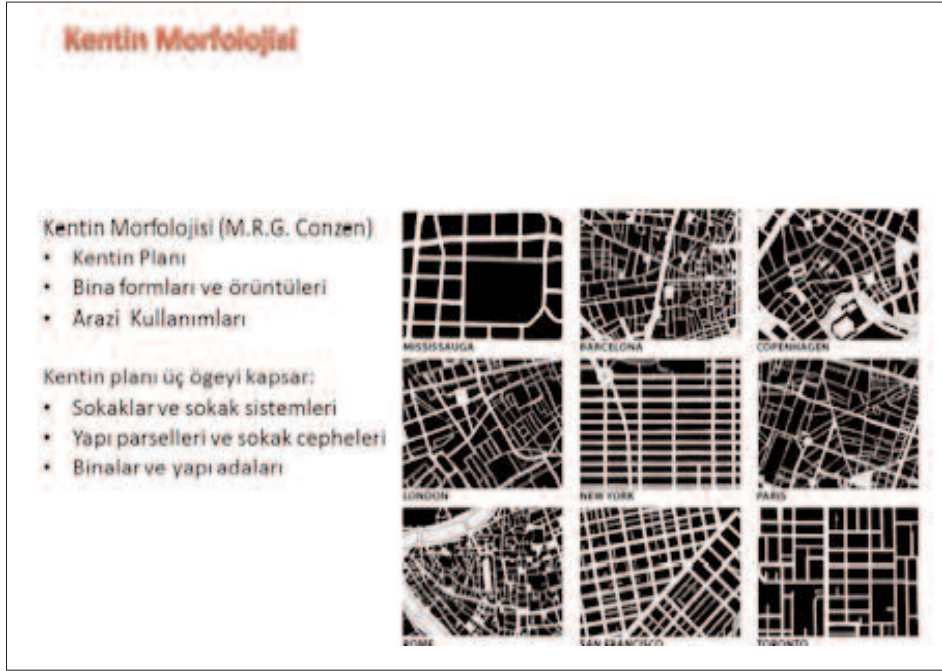 Kentin Morfolojisi
Kentin Morfolojisi (M.R.G. Conzen)
• Kentin Planı
• Bina formları ve örüntüleri
• Arazi Kullanımları
Kentin planı üç ögeyi kapsar:
• Sokaklar ve sokak sistemleri
• Yapı parselleri ve sokak cepheleri
• Binalar ve yapı adaları
MISSISSAUGA BARCELONA COPENHAGEN
LONDON NEW YORK PARIS
ROME SAN FRANCISCO TORONTO